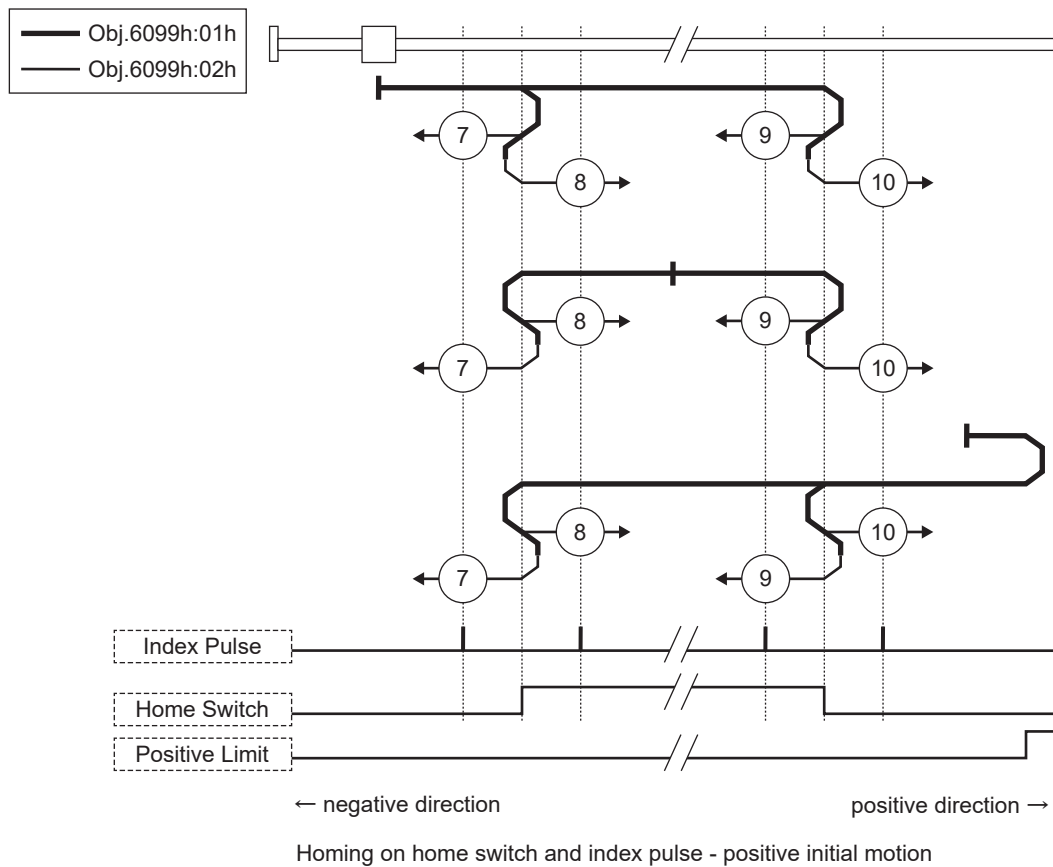 Obj.6099h:01h
Obj.6099h:02h
7
9
8
10
8
9
7
10
8
10
7
9
Index Pulse
Home Switch
Positive Limit
← negative direction
positive direction →
Homing on home switch and index pulse - positive initial motion